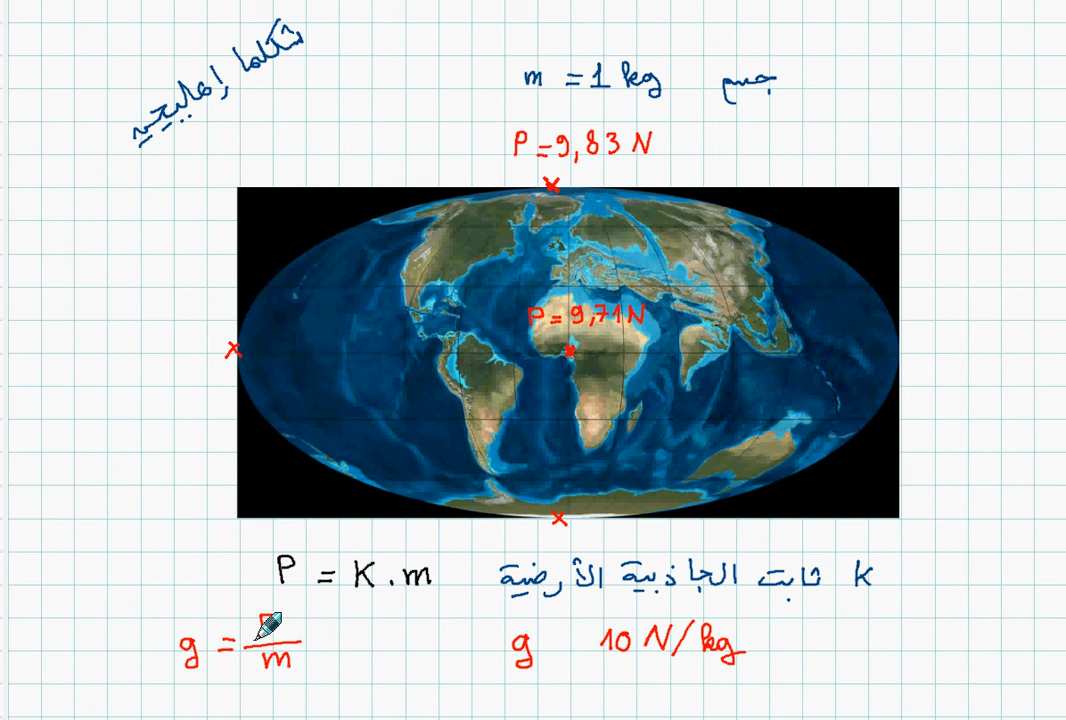 m = 1 kg جسم
P = 9,83 N
P = 9,71 N
P = K . m
K ثابت الجاذبية الأرضية
g = m
g 10 N/kg